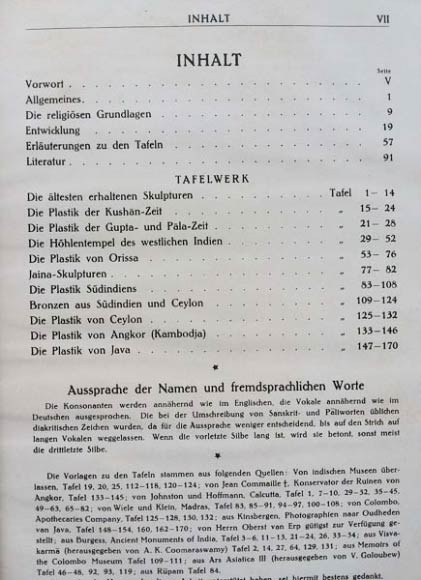 INHALT VII
INHALT
Seite
Vorwort . . . V
Allgemeines . . . 1
Die religiösen Grundlagen . . . 9
Entwicklung . . . 19
Erläuterungen zu den Tafeln . . . 57
Literatur . . . 91
TAFELWERK
Die ältesten erhaltenen Skulpturen . . . Tafel 1– 14
Die Plastik der Kushân-Zeit . . . „ 15– 24
Die Plastik der Gupta- und Pala-Zeit . . . „ 21– 28
Die Höhlentempel des westlichen Indien . . . „ 29– 52
Die Plastik von Orissa . . . „ 53– 76
Jaina-Skulpturen . . . „ 77– 82
Die Plastik Südindiens . . . „ 83–108
Bronzen aus Südindien und Ceylon . . . „ 109–124
Die Plastik von Ceylon . . . „ 125–132
Die Plastik von Angkor (Kambodja) . . . „ 133–146
Die Plastik von Java . . . „ 147–170
*
Aussprache der Namen und fremdsprachlichen Worte
Die Konsonanten werden annähernd wie im Englischen, die Vokale annähernd wie im
Deutschen ausgesprochen. Die bei der Umschreibung von Sanskrit- und Pâliworten üblichen
diakritischen Zeichen wurden, da für die Aussprache weniger entscheidend, bis auf den Strich auf
langen Vokalen weggelassen. Wenn die vorletzte Silbe lang ist, wird sie betont, sonst meist
die drittletzte Silbe.
*
Die Vorlagen zu den Tafeln stammen aus folgenden Quellen: Von indischen Museen über-
lassen, Tafel 19, 20, 25, 112–118, 120–124; von Jean Commaille †, Konservator der Ruinen von
Angkor, Tafel 133–145; von Johnston und Hoffmann, Calcutta, Tafel 1, 7–10, 29–32, 35–45,
49–63, 65–82; von Wiele und Klein, Madras, Tafel 83, 85–91, 94–97, 100–108; von Colombo,
Apothecaries Company, Tafel 125–128, 130, 132; aus Kinsbergen, Photographien naar Oudheden
van Java, Tafel 148–154, 160, 162–170; von Herrn Oberst van Erp gütigst zur Verfügung ge-
stellt; aus Burgess, Ancient Monuments of India, Tafel 3–6, 11–13, 21–24, 26, 33–34; aus Visva-
karmâ (herausgegeben von A. K. Coomaraswamy) Tafel 2, 14, 27, 64, 129, 131; aus Memoirs of
the Colombo Museum Tafel 109–111; aus Ars Asiatica III (herausgegeben von V. Goloubew)
Tafel 46–48, 92, 93, 119; aus Rûpam Tafel 84.
sei hiermit bestens gedankt.